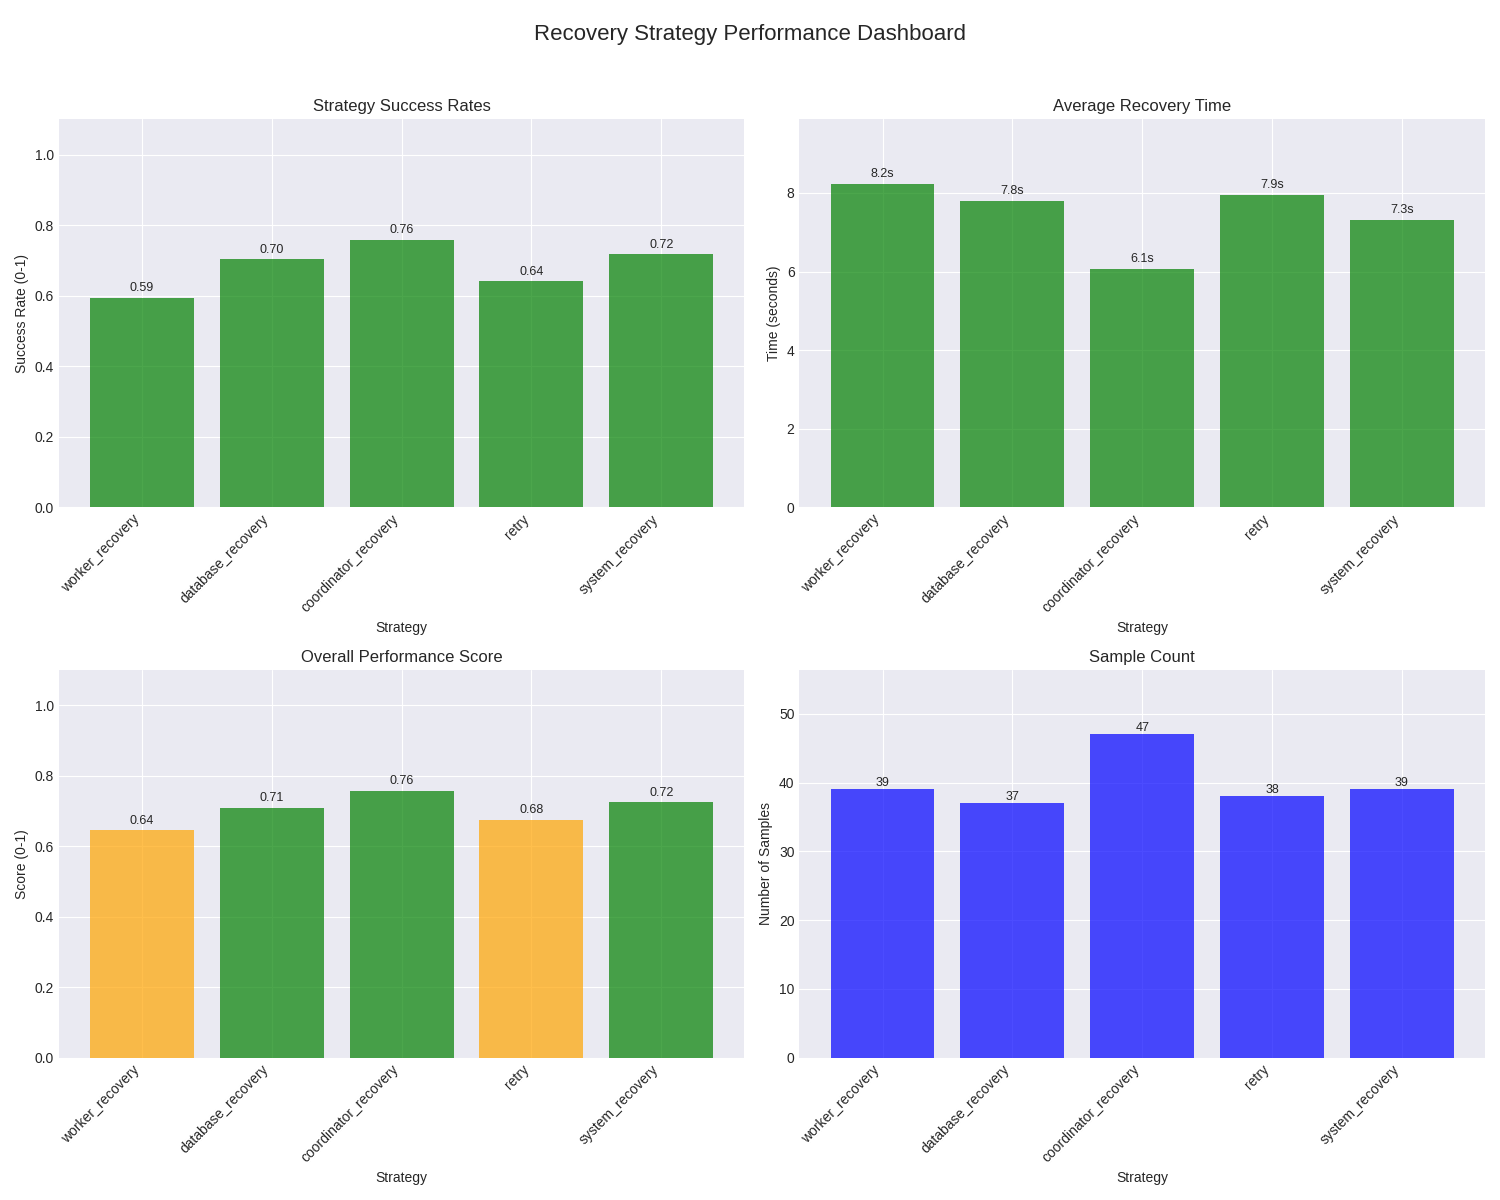 Recovery Strategy Performance Dashboard
Strategy Success Rates
Success Rate (0-1)
1.0
0.8
0.6
0.4
0.2
0.0
0.59
0.70
0.76
0.64
0.72
worker_recovery
database_recovery
coordinator_recovery
retry
system_recovery
Strategy
Average Recovery Time
Time (seconds)
8
6
4
2
0
8.2s
7.8s
6.1s
7.9s
7.3s
worker_recovery
database_recovery
coordinator_recovery
retry
system_recovery
Strategy
Overall Performance Score
Score (0-1)
1.0
0.8
0.6
0.4
0.2
0.0
0.64
0.71
0.76
0.68
0.72
worker_recovery
database_recovery
coordinator_recovery
retry
system_recovery
Strategy
Sample Count
Number of Samples
50
40
30
20
10
0
39
37
47
38
39
worker_recovery
database_recovery
coordinator_recovery
retry
system_recovery
Strategy